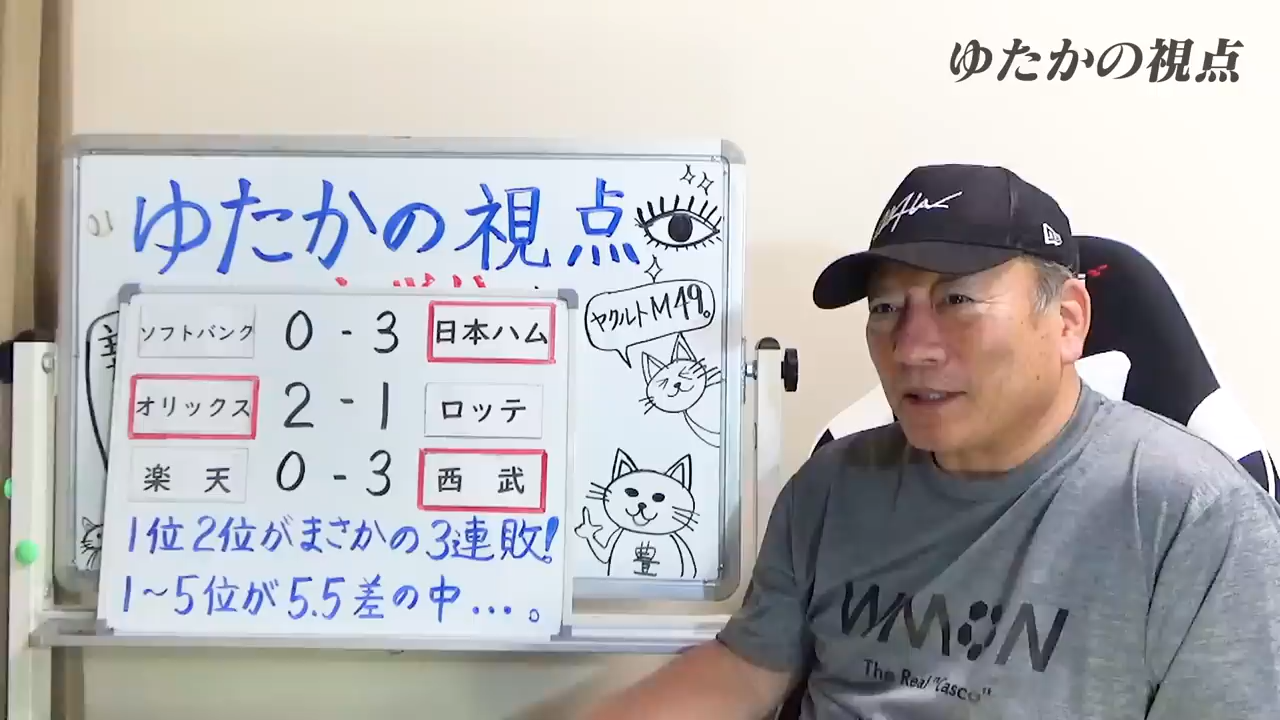 ゆたかの視点
ゆたかの視点
ヤクルトM49。
ソフトバンク 0 - 3 日本ハム
オリックス 2 - 1 ロッテ
楽天 0 - 3 西武
1位2位がまさかの3連敗!
1~5位が5.5差の中...。
豊
WMON
The Real